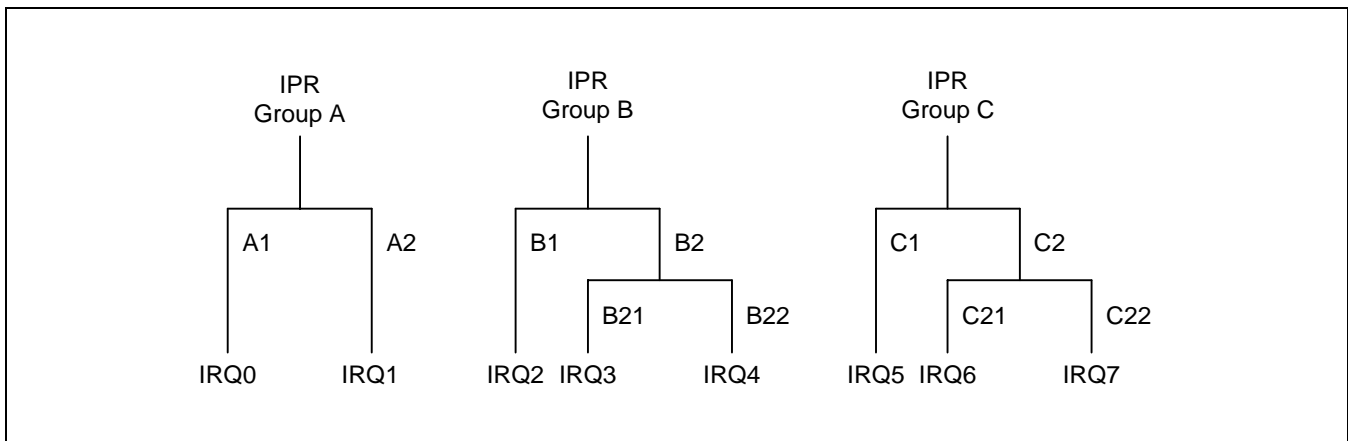 IPR
Group A
IPR
Group B
IPR
Group C
A1
A2
B1
B2
C1
C2
B21
B22
C21
C22
IRQ0
IRQ1
IRQ2
IRQ3
IRQ4
IRQ5
IRQ6
IRQ7